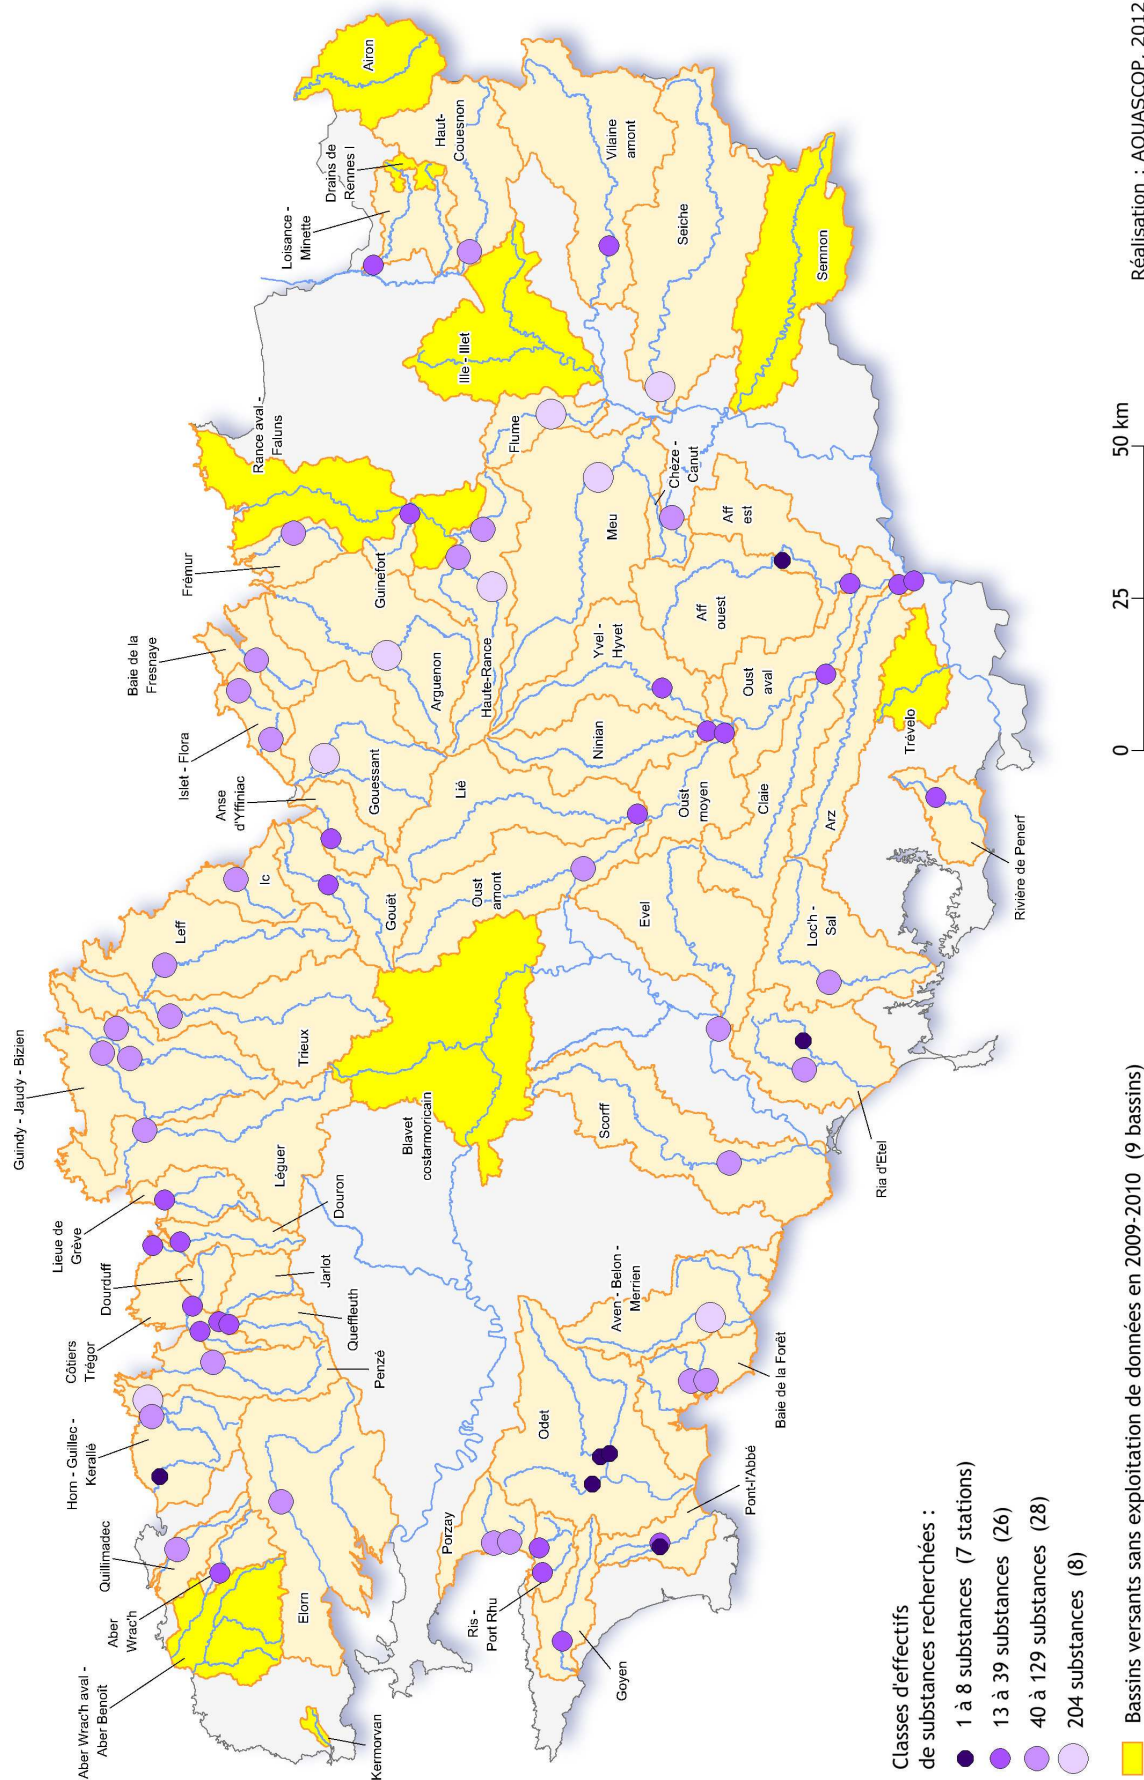 Aber Wrac'h aval -
Aber Benoît
Aber
Wrac'h
Quillimadec
Horn - Guillec -
Kerallé
Côtiers
Trégor
Dourduff
Lieue de
Grève
Guindy - Jaudy - Bizien
Kermorvan
Elorn
Penzé
Queffleuth
Jarlot
Douron
Léguer
Trieux
Leff
Ic
Gouët
Anse
d'Yffiniac
Islet - Flora
Baie de la
Fresnaye
Frémur
Rance aval -
Faluns
Guinefort
Arguenon
Gouessant
Haute-Rance
Lié
Oust
amont
Blavet
costarmoricain
Loisance -
Minette
Drains de
Rennes I
Airon
Haut-
Couesnon
Ille - Illet
Flume
Vilaine
amont
Seiche
Semnon
Meu
Chèze -
Canut
Aff
est
Aff
ouest
Yvel -
Hyvet
Ninian
Oust
moyen
Oust
aval
Claie
Arz
Trévelo
Rivière de Penerf
Evel
Loc'h -
Sal
Ria d'Etel
Scorff
Aven - Belon -
Merrien
Baie de la Forêt
Odet
Pont-l'Abbé
Porzay
Ris -
Port Rhu
Goyen
Classes d'effectifs
de substances recherchées :
1 à 8 substances (7 stations)
13 à 39 substances (26)
40 à 129 substances (28)
204 substances (8)
Bassins versants sans exploitation de données en 2009-2010 (9 bassins)
0 25 50 km
Réalisation : AQUASCOP, 2012